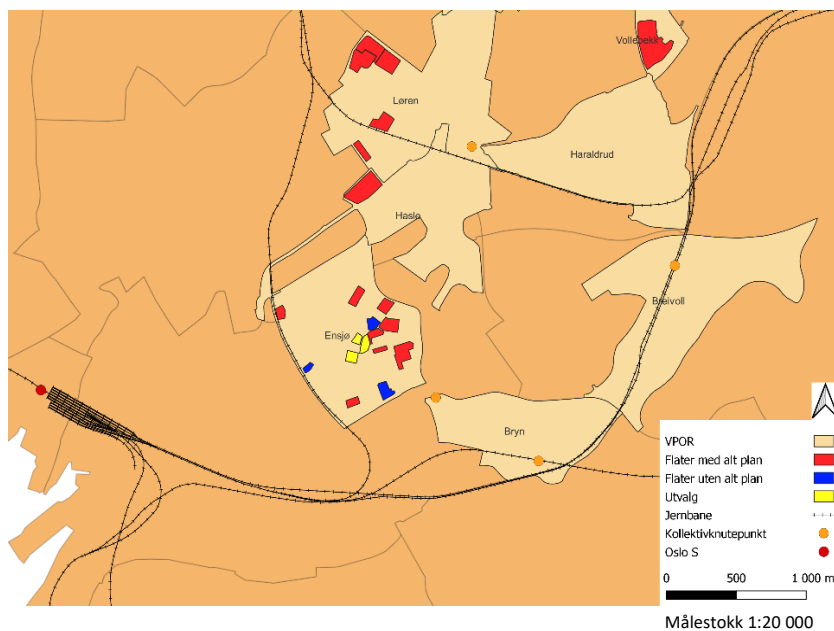 Vollebekk
Løren
Haraldrud
Hasle
Breivoll
Ensjø
Bryn
VPOR
Flater med alt plan
Flater uten alt plan
Utvalg
Jernbane
Kollektivknutepunkt
Oslo S
0 500 1 000 m
Målestokk 1:20 000